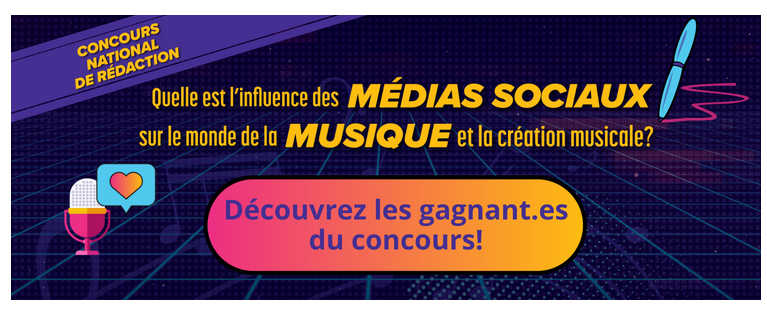 CONCOURS
NATIONAL
DE RÉDACTION
Quelle est l'influence des MÉDIAS SOCIAUX
sur le monde de la MUSIQUE et la création musicale?
Découvrez les gagnant.es
du concours!